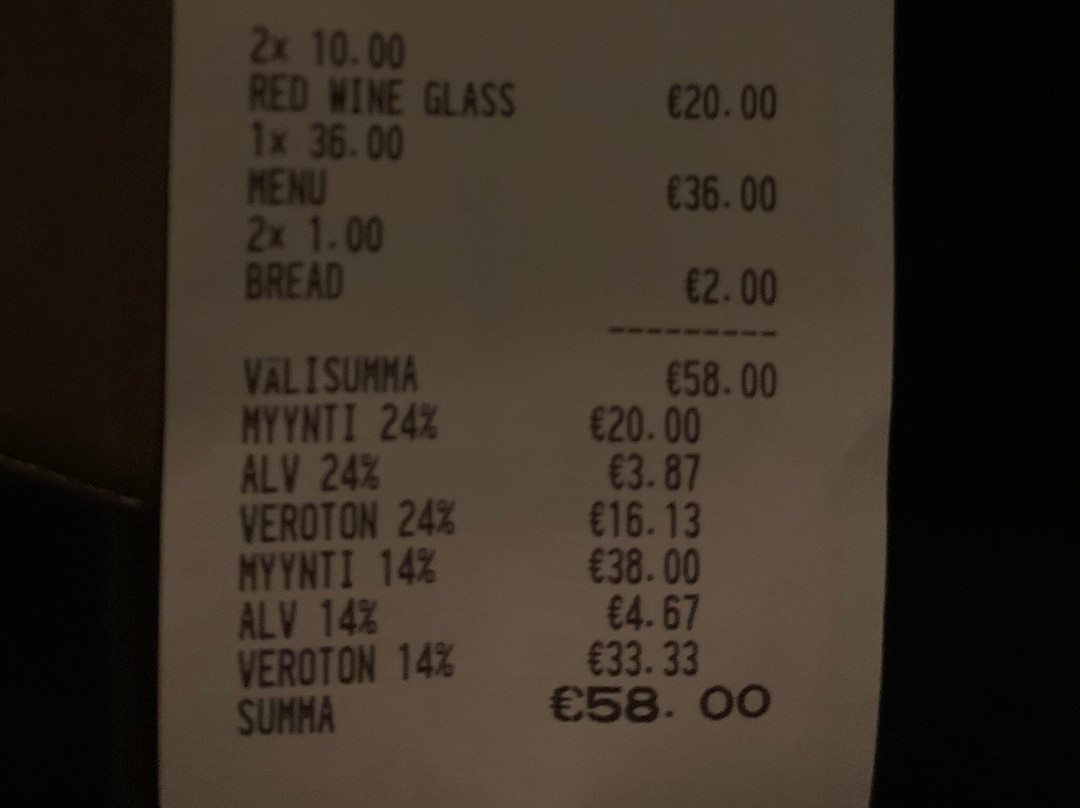 2x 10.00
RED WINE GLASS €20.00
1x 36.00
MENU €36.00
2x 1.00
BREAD €2.00
---------
VÄLISUMMA €58.00
MYYNTI 24% €20.00
ALV 24% €3.87
VEROTON 24% €16.13
MYYNTI 14% €38.00
ALV 14% €4.67
VEROTON 14% €33.33
SUMMA €58.00